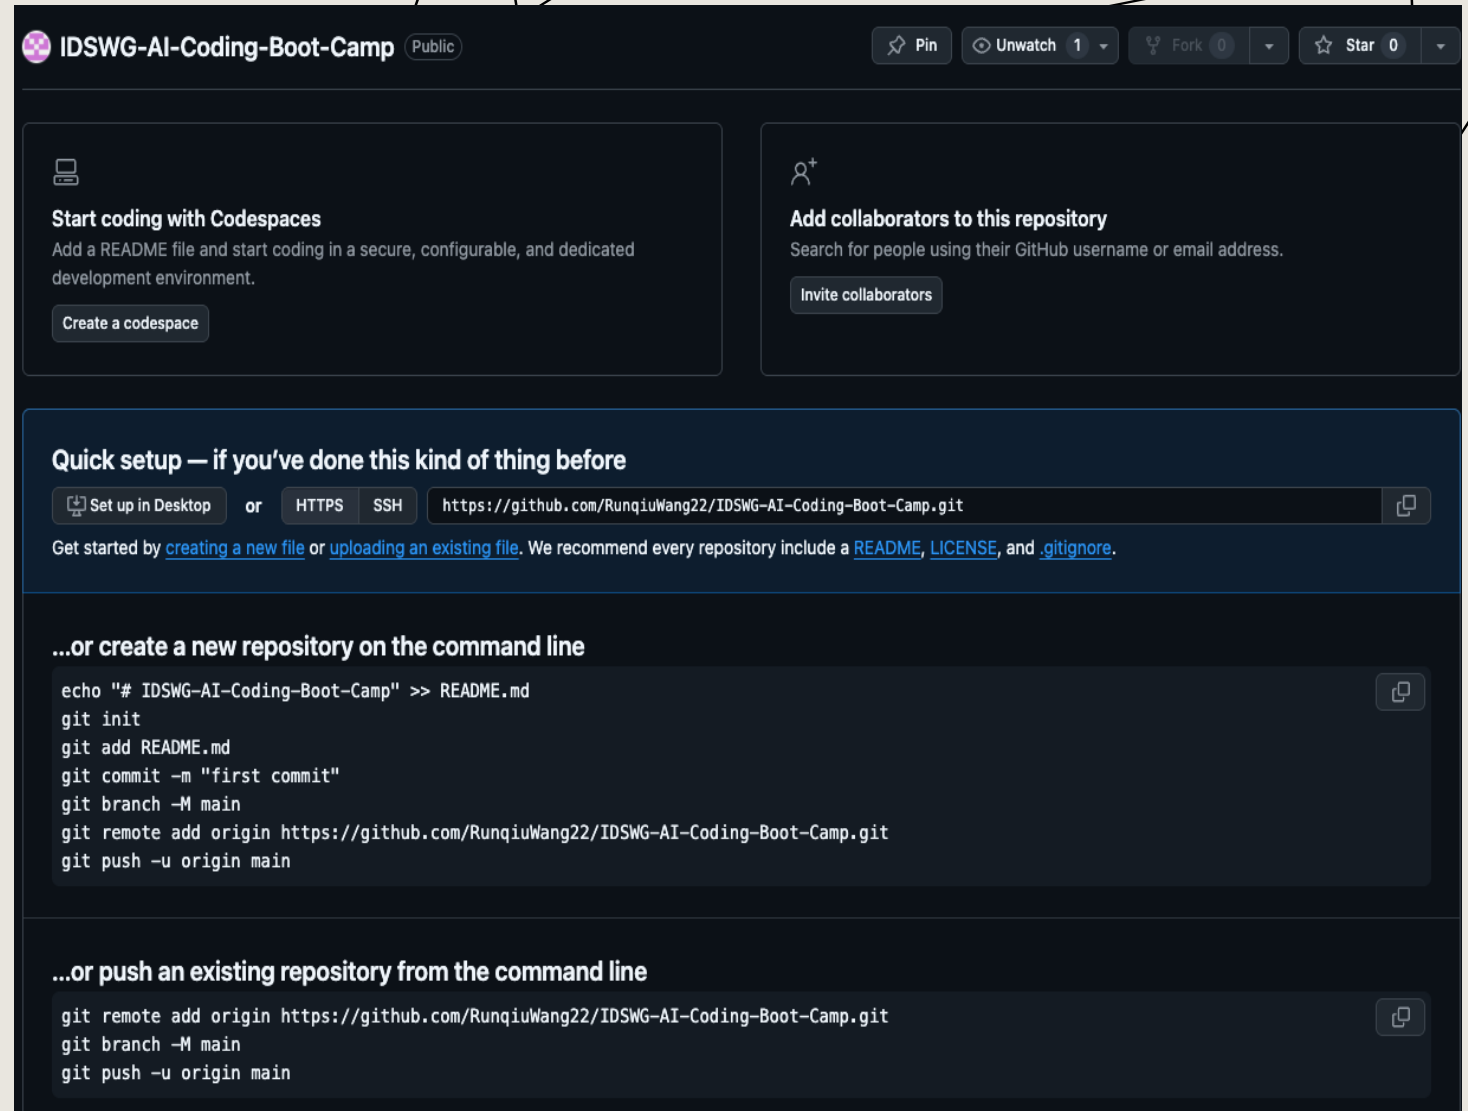 IDSWG-AI-Coding-Boot-Camp Public
Pin Unwatch 1 Fork 0 Star 0
Start coding with Codespaces
Add a README file and start coding in a secure, configurable, and dedicated
development environment.
Create a codespace
Add collaborators to this repository
Search for people using their GitHub username or email address.
Invite collaborators
Quick setup — if you’ve done this kind of thing before
Set up in Desktop or HTTPS SSH https://github.com/RunqiuWang22/IDSWG-AI-Coding-Boot-Camp.git
Get started by creating a new file or uploading an existing file. We recommend every repository include a README, LICENSE, and .gitignore.
...or create a new repository on the command line
echo "# IDSWG-AI-Coding-Boot-Camp" >> README.md
git init
git add README.md
git commit -m "first commit"
git branch -M main
git remote add origin https://github.com/RunqiuWang22/IDSWG-AI-Coding-Boot-Camp.git
git push -u origin main
...or push an existing repository from the command line
git remote add origin https://github.com/RunqiuWang22/IDSWG-AI-Coding-Boot-Camp.git
git branch -M main
git push -u origin main